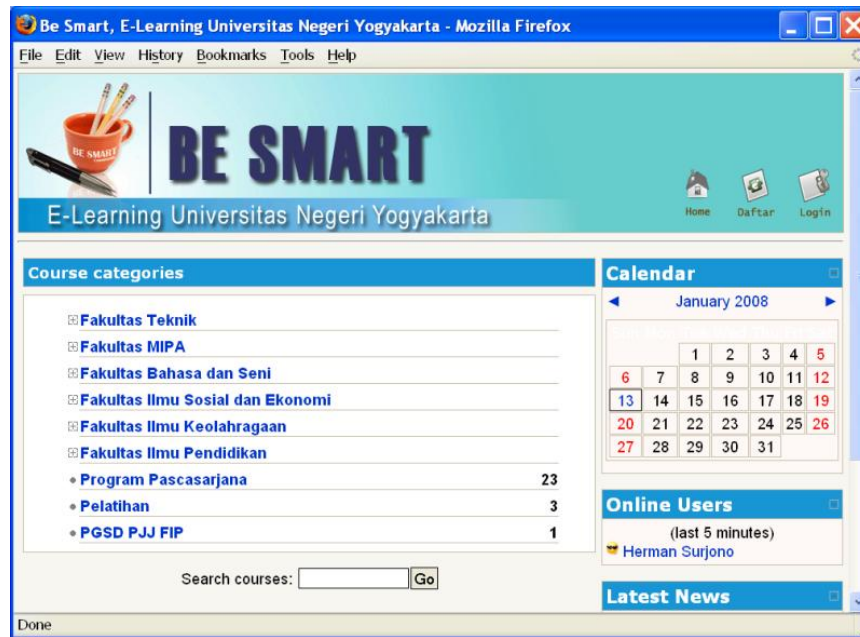 Be Smart, E-Learning Universitas Negeri Yogyakarta - Mozilla Firefox
File Edit View History Bookmarks Tools Help
BE SMART
BE SMART
E-Learning Universitas Negeri Yogyakarta
Home Daftar Login
Course categories
Fakultas Teknik
Fakultas MIPA
Fakultas Bahasa dan Seni
Fakultas Ilmu Sosial dan Ekonomi
Fakultas Ilmu Keolahragaan
Fakultas Ilmu Pendidikan
Program Pascasarjana 23
Pelatihan 3
PGSD PJJ FIP 1
Search courses: Go
Calendar
January 2008
1 2 3 4 5
6 7 8 9 10 11 12
13 14 15 16 17 18 19
20 21 22 23 24 25 26
27 28 29 30 31
Online Users
(last 5 minutes)
Herman Surjono
Latest News
Done